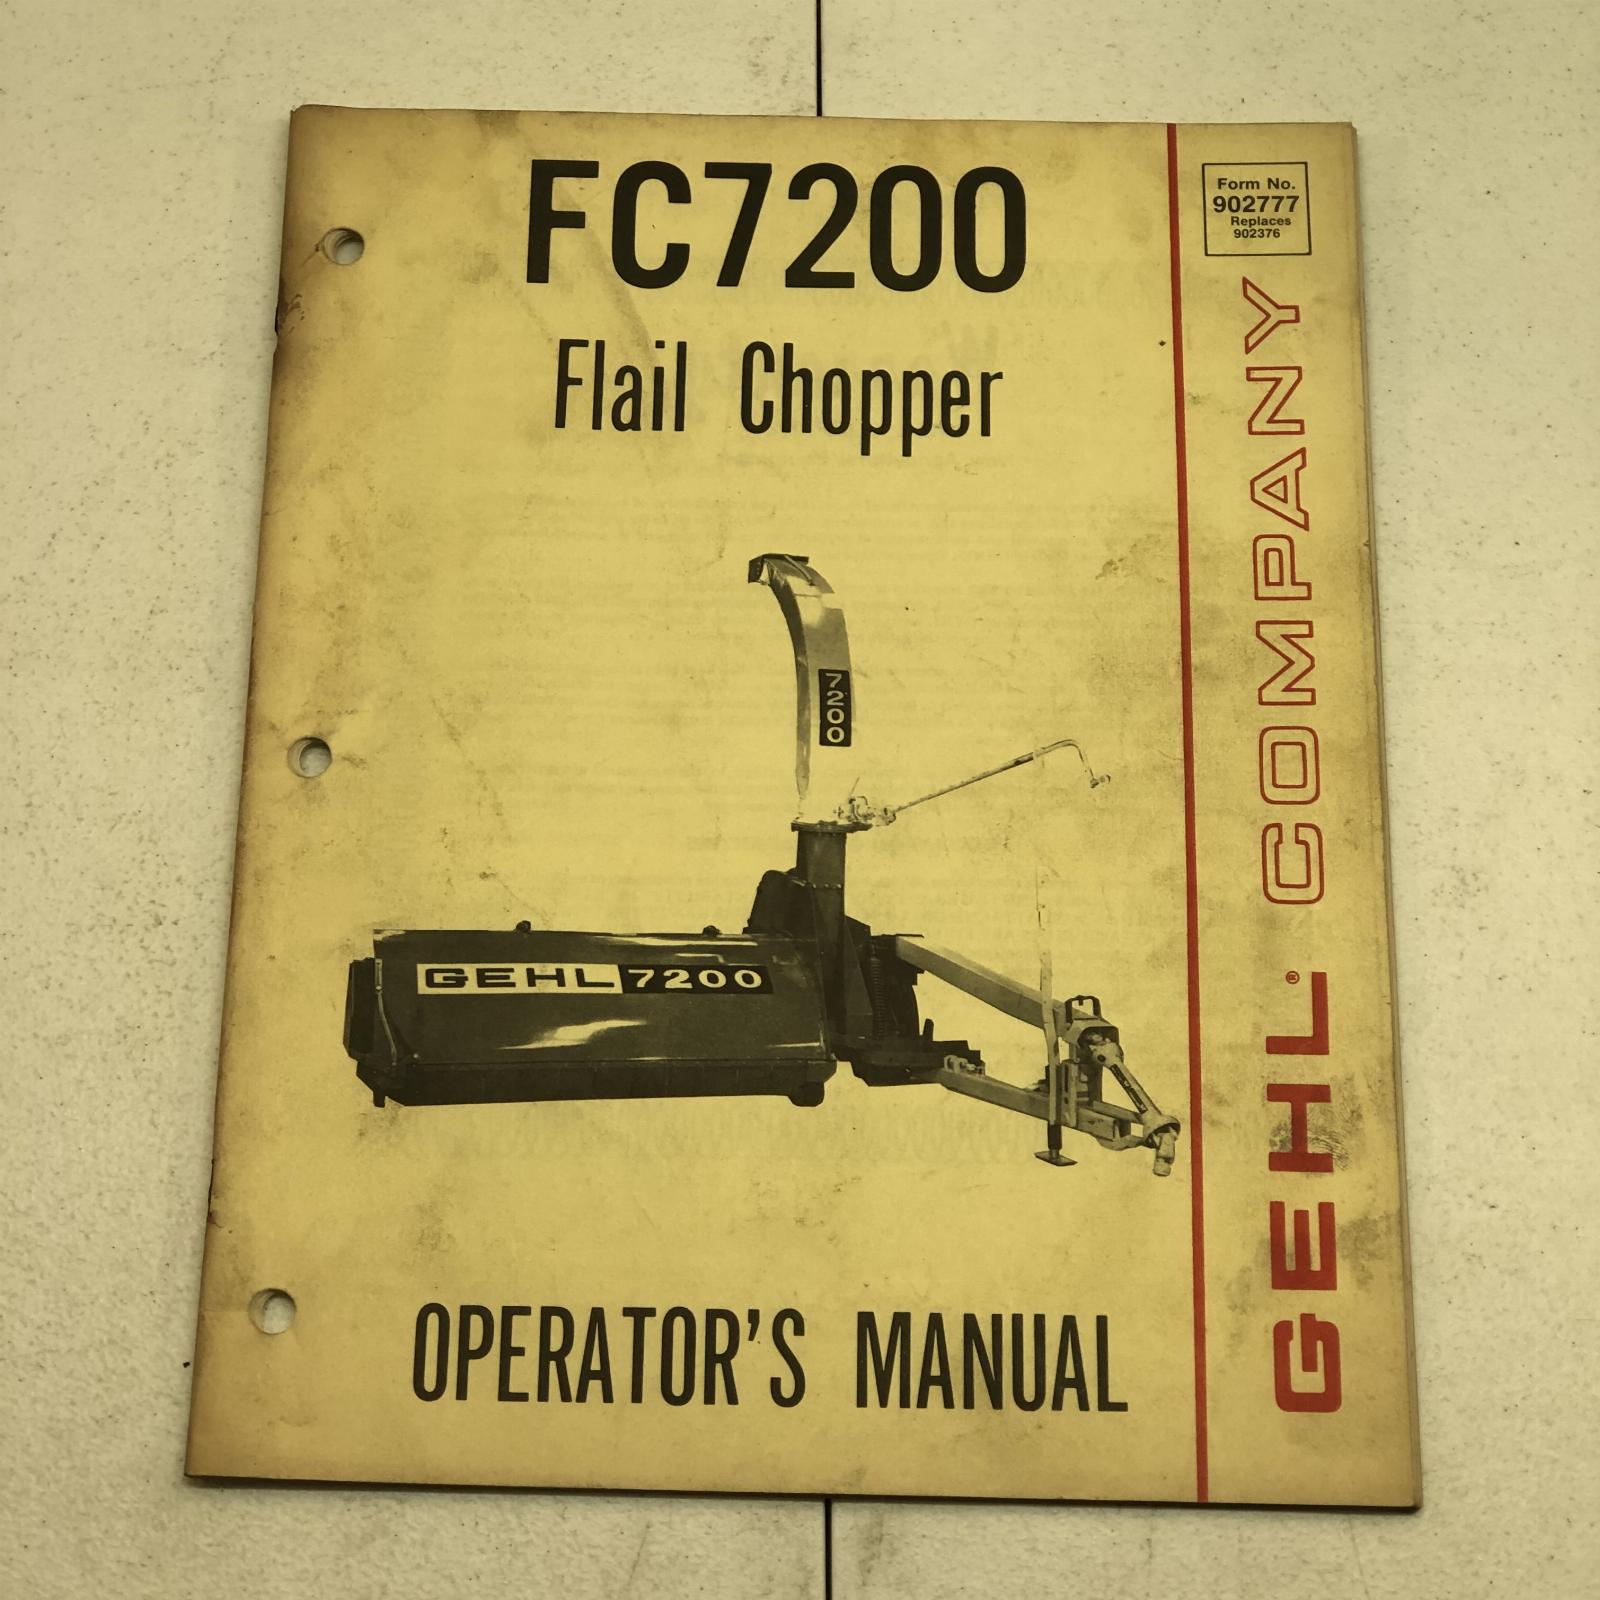 FC7200
Flail Chopper
Form No.
902777
Replaces
902376
7200
GEHL 7200
OPERATOR'S MANUAL
GEHL® COMPANY